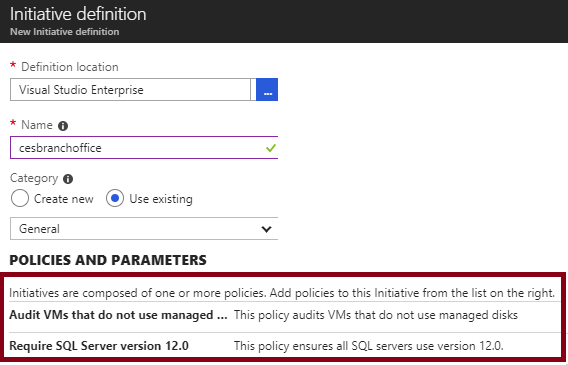 Initiative definition
New Initiative definition
* Definition location
Visual Studio Enterprise
...
* Name
cesbranchoffice
Category
Create new Use existing
General
POLICIES AND PARAMETERS
Initiatives are composed of one or more policies. Add policies to this Initiative from the list on the right.
Audit VMs that do not use managed ... This policy audits VMs that do not use managed disks
Require SQL Server version 12.0 This policy ensures all SQL servers use version 12.0.